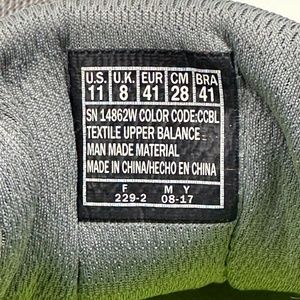 U.S. U.K. EUR CM BRA
11 8 41 28 41
SN 14862W COLOR CODE:CCBL
TEXTILE UPPER BALANCE
MAN MADE MATERIAL
MADE IN CHINA/HECHO EN CHINA
F M Y
229-2 08-17